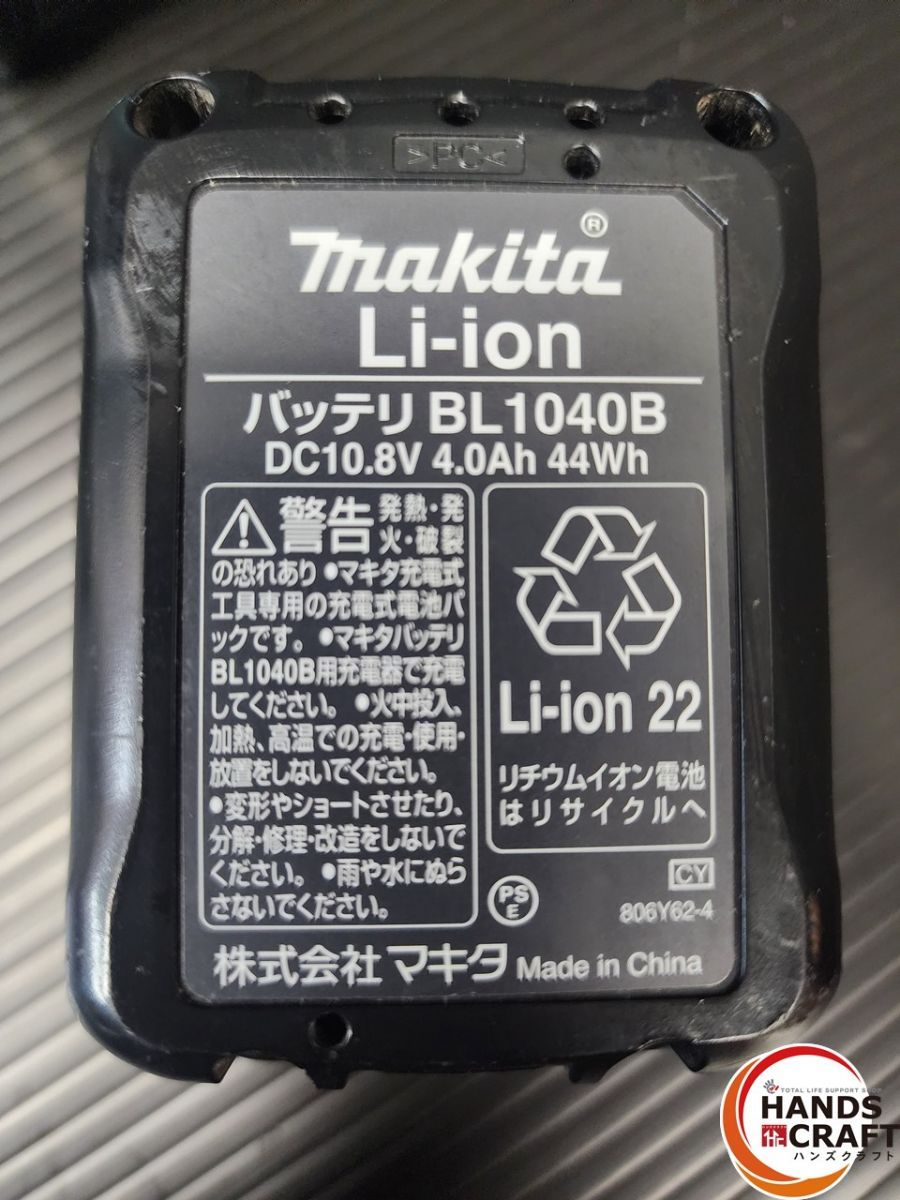 >PC<
makita®
Li-ion
バッテリ BL1040B
DC10.8V 4.0Ah 44Wh
⚠警告 発熱・発
火・破裂
の恐れあり ●マキタ充電式
工具専用の充電式電池パ
ックです。 ●マキタバッテリ
BL1040B用充電器で充電
してください。 ●火中投入、
加熱、高温での充電・使用・
放置をしないでください。
●変形やショートさせたり、
分解・修理・改造をしないで
ください。 ●雨や水にぬら
さないでください。
Li-ion 22
リチウムイオン電池
はリサイクルへ
PS
E
CY
806Y62-4
株式会社 マキタ Made in China
TOTAL LIFE SUPPORT SHOP
HANDS
CRAFT
ハンズクラフト